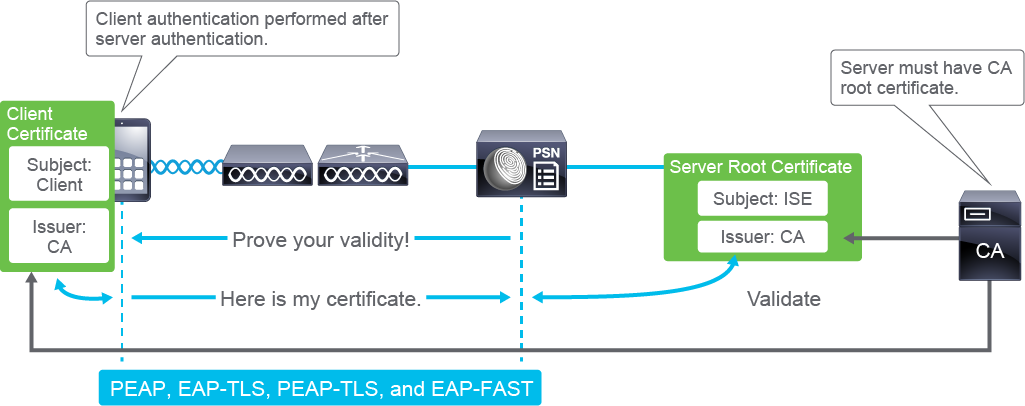 Client authentication performed after
server authentication.
Server must have CA
root certificate.
Client
Certificate
Subject:
Client
Issuer:
CA
PSN
Server Root Certificate
Subject: ISE
Issuer: CA
CA
Prove your validity!
Here is my certificate.
Validate
PEAP, EAP-TLS, PEAP-TLS, and EAP-FAST